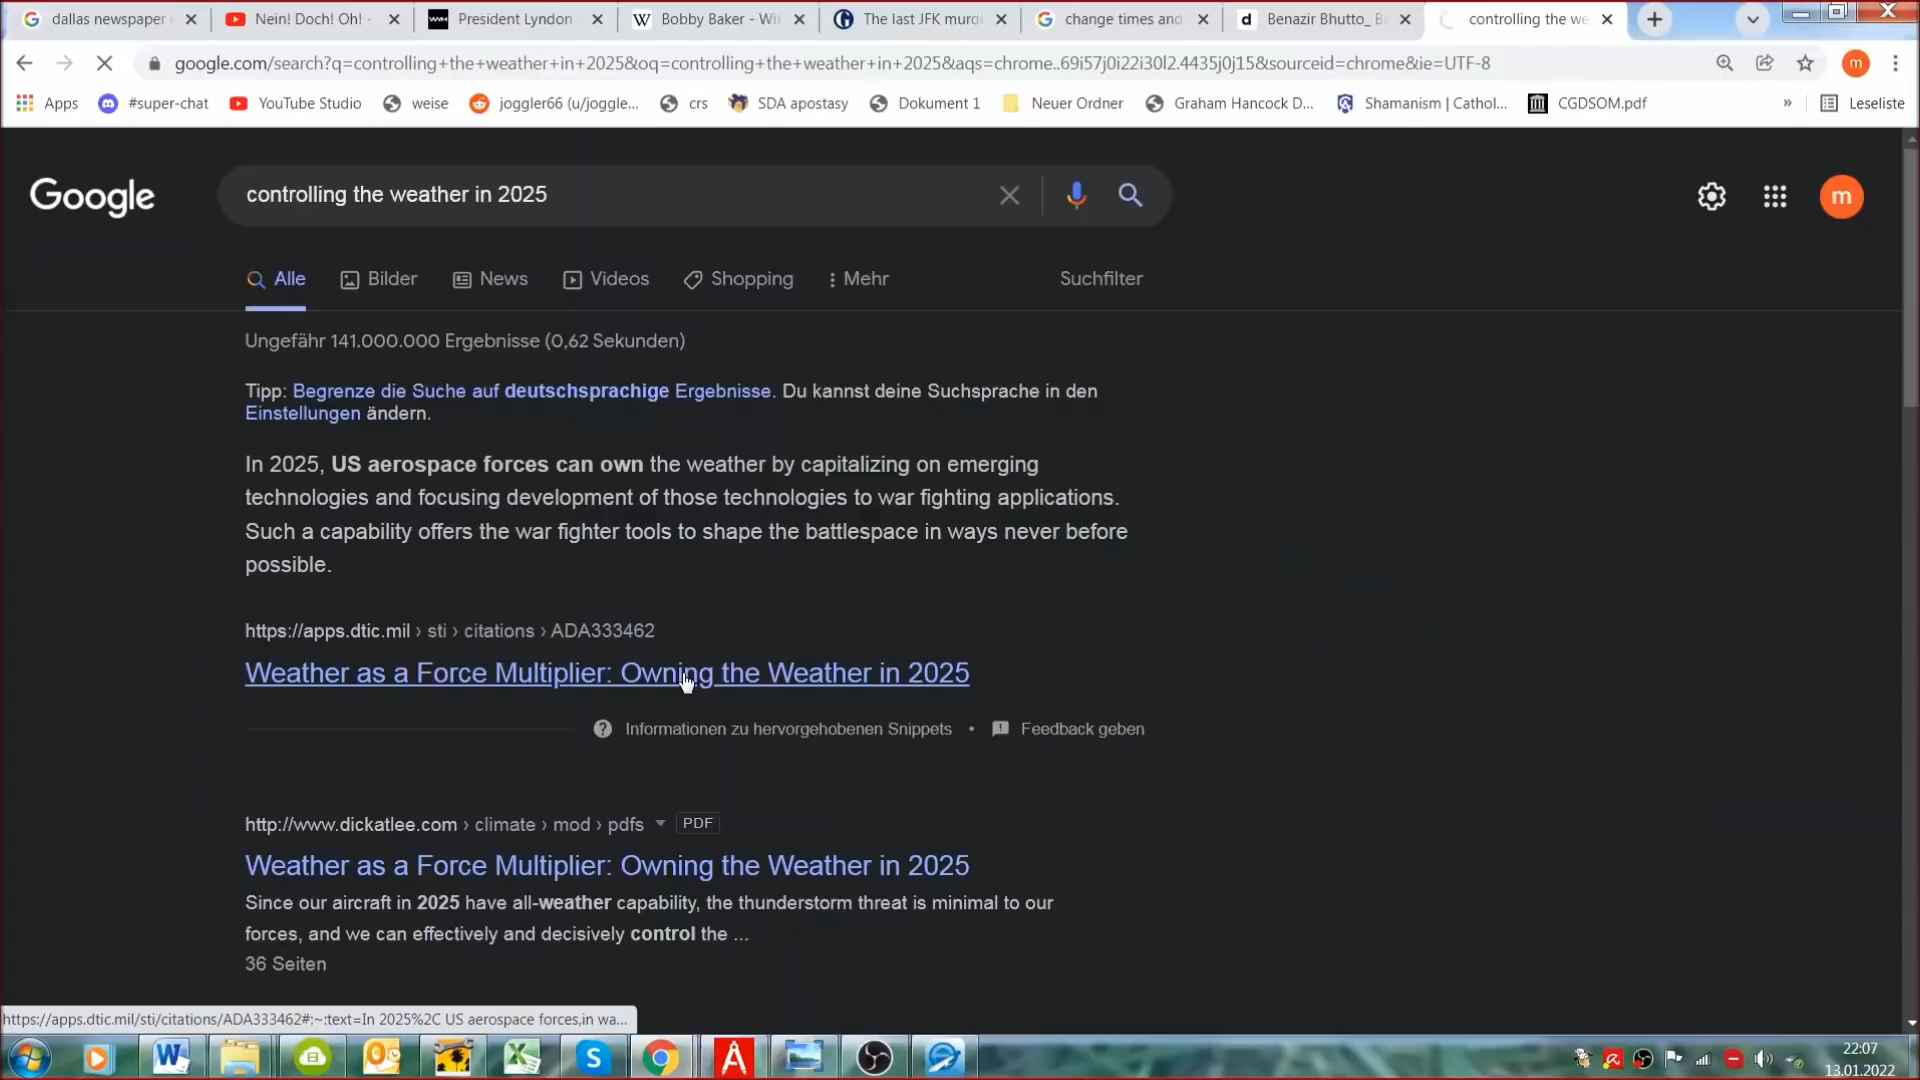 dallas newspaper
Nein! Doch! Oh! -
President Lyndon
Bobby Baker - Wi
The last JFK murd
change times and
Benazir Bhutto_ B
controlling the we
google.com/search?q=controlling+the+weather+in+2025&oq=controlling+the+weather+in+2025&aqs=chrome..69i57j0i22i30l2.4435j0j15&sourceid=chrome&ie=UTF-8
m
Apps
#super-chat
YouTube Studio
weise
joggler66 (u/joggle...
crs
SDA apostasy
Dokument 1
Neuer Ordner
Graham Hancock D...
Shamanism | Cathol...
CGDSOM.pdf
»
Leseliste
Google
controlling the weather in 2025
m
Alle
Bilder
News
Videos
Shopping
Mehr
Suchfilter
Ungefähr 141.000.000 Ergebnisse (0,62 Sekunden)
Tipp: Begrenze die Suche auf deutschsprachige Ergebnisse. Du kannst deine Suchsprache in den
Einstellungen ändern.
In 2025, US aerospace forces can own the weather by capitalizing on emerging
technologies and focusing development of those technologies to war fighting applications.
Such a capability offers the war fighter tools to shape the battlespace in ways never before
possible.
https://apps.dtic.mil › sti › citations › ADA333462
Weather as a Force Multiplier: Owning the Weather in 2025
Informationen zu hervorgehobenen Snippets • Feedback geben
http://www.dickatlee.com › climate › mod › pdfs PDF
Weather as a Force Multiplier: Owning the Weather in 2025
Since our aircraft in 2025 have all-weather capability, the thunderstorm threat is minimal to our
forces, and we can effectively and decisively control the ...
36 Seiten
https://apps.dtic.mil/sti/citations/ADA333462#:~:text=In 2025%2C US aerospace forces,in wa...
22:07
13.01.2022